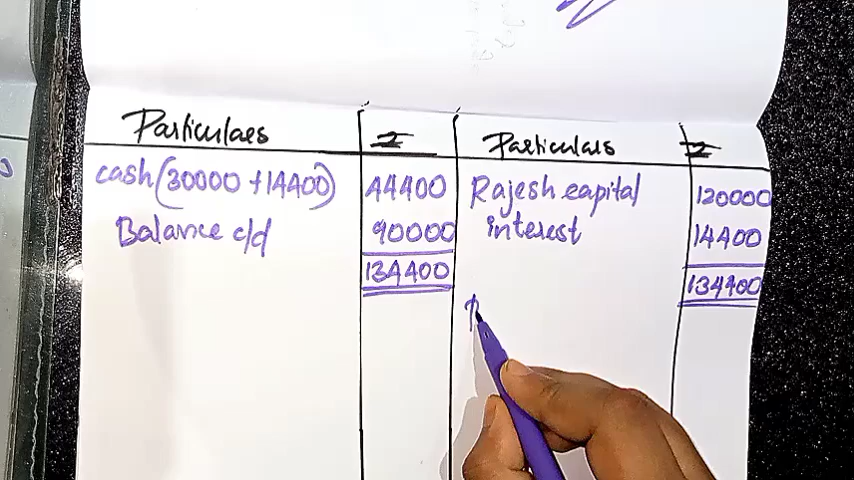 Particulars ₹ Particulars ₹
cash (30000 + 14400) 44400 Rajesh capital 120000
Balance c/d 90000 interest 14400
134400 134400